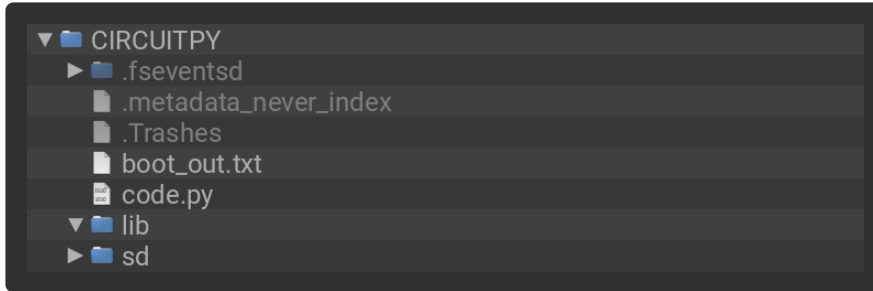 CIRCUITPY
.fseventsd
.metadata_never_index
.Trashes
boot_out.txt
code.py
lib
sd